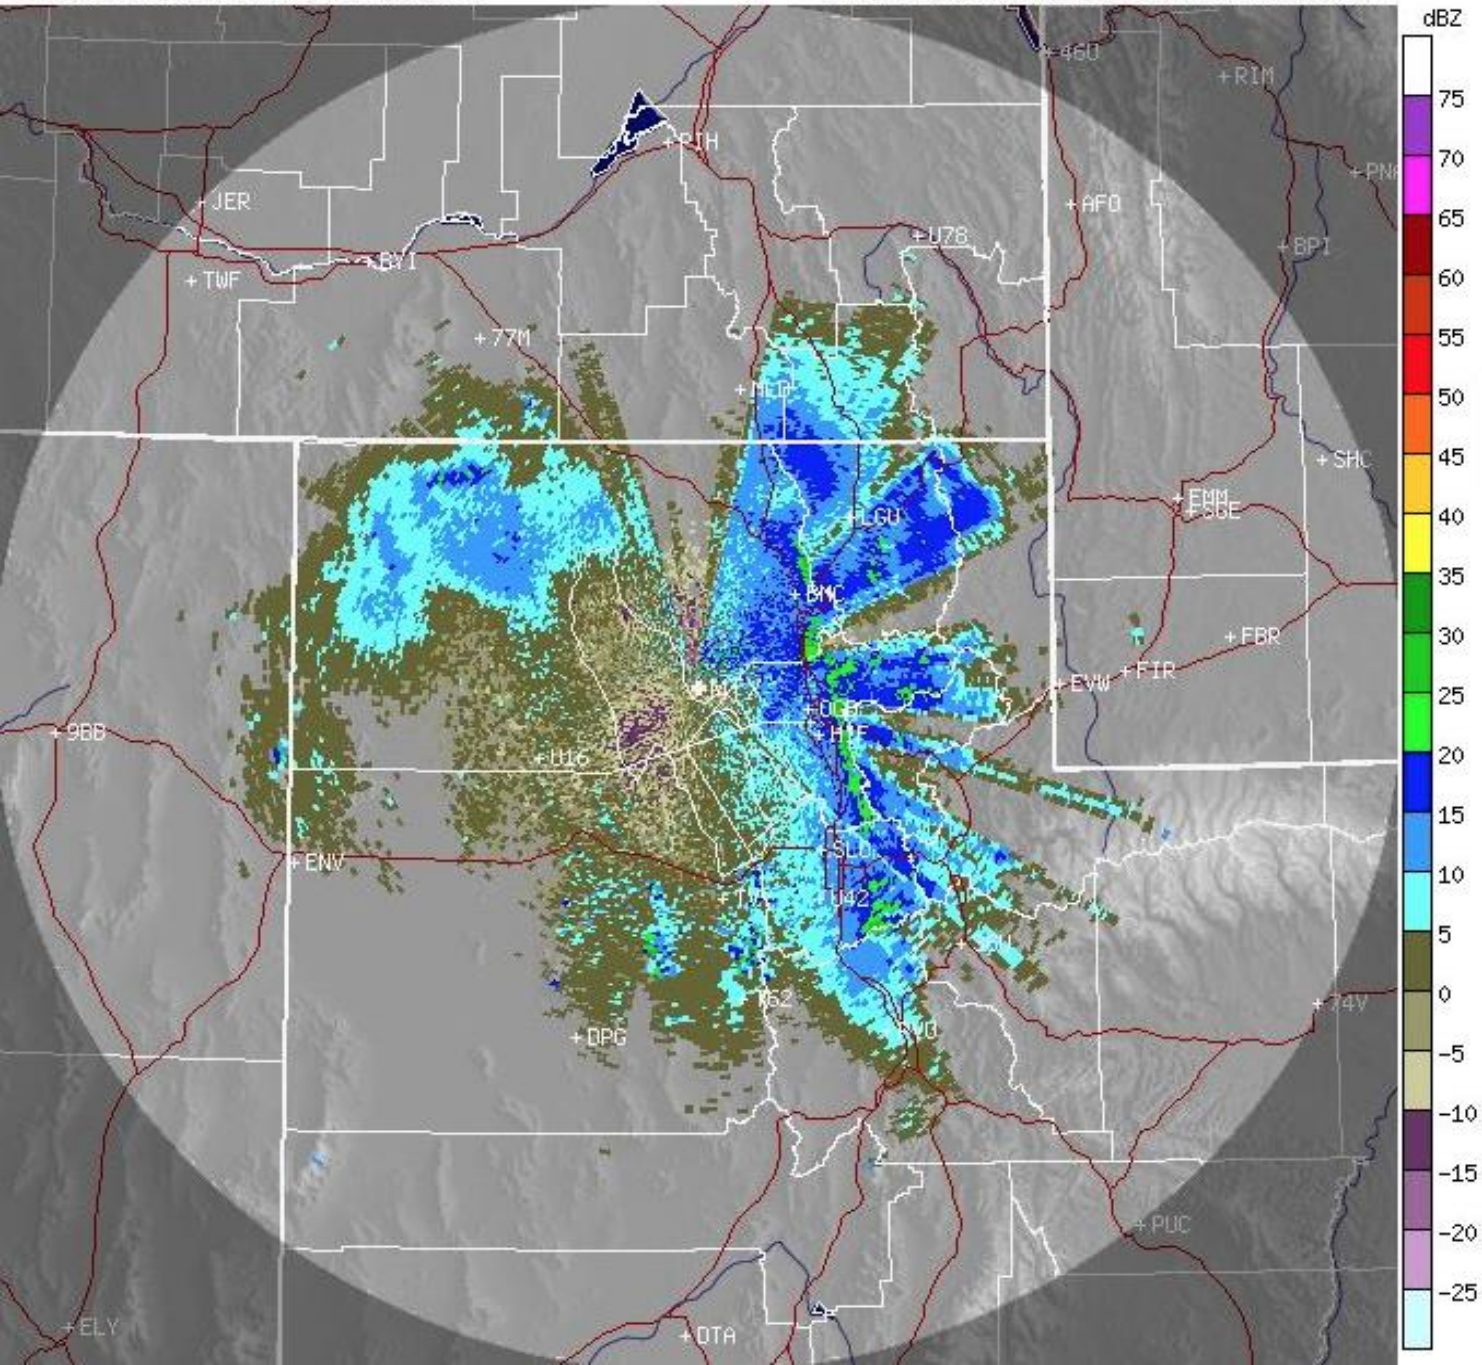 dBZ
+46U
+RIM
75
+PIH
70
+JER
+AFO
65
+U78
+BPI
+BYI
+TWF
60
+77M
55
50
45
+SHC
+EMM
LGU
40
+BMC
35
+FBR
30
+FIR
+EVW
25
+OGD
+HIF
+9BB
+U16
20
15
+SLC
+ENV
10
U42
5
T62
0
+74V
+DPG
-5
-10
-15
+PUC
-20
-25
+ELY
+DTA